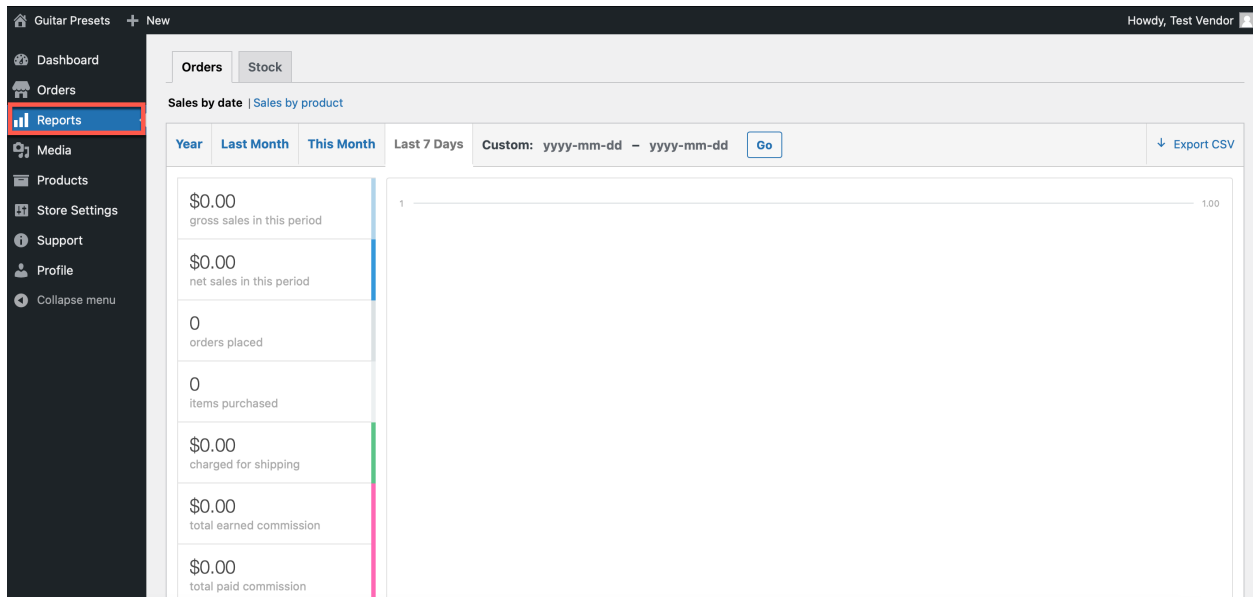 Guitar Presets + New Howdy, Test Vendor
Dashboard
Orders
Reports
Media
Products
Store Settings
Support
Profile
Collapse menu
Orders Stock
Sales by date | Sales by product
Year Last Month This Month Last 7 Days Custom: yyyy-mm-dd – yyyy-mm-dd Go Export CSV
$0.00
gross sales in this period
$0.00
net sales in this period
0
orders placed
0
items purchased
$0.00
charged for shipping
$0.00
total earned commission
$0.00
total paid commission
1 1.00